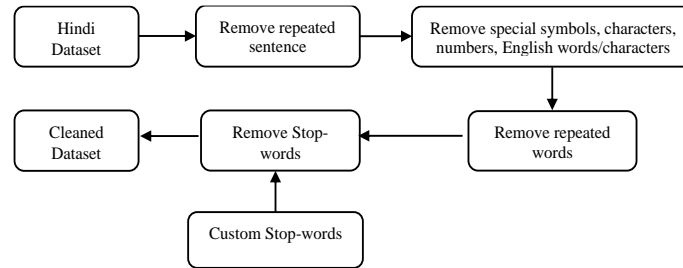 Hindi
Dataset
Remove repeated
sentence
Remove special symbols, characters,
numbers, English words/characters
Cleaned
Dataset
Remove Stop-
words
Remove repeated
words
Custom Stop-words